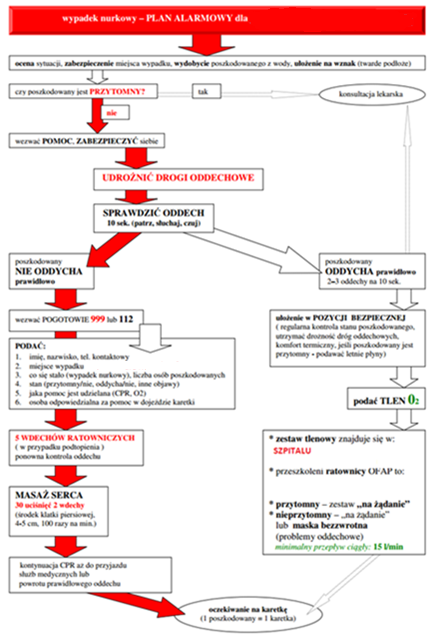 wypadek nurkowy – PLAN ALARMOWY dla
ocena sytuacji, zabezpieczenie miejsca wypadku, wydobycie poszkodowanego z wody, ułożenie na wznak (twarde podłoże)
czy poszkodowany jest PRZYTOMNY?
tak
konsultacja lekarska
nie
wezwać POMOC, ZABEZPIECZYĆ siebie
UDROŻNIĆ DROGI ODDECHOWE
SPRAWDZIĆ ODDECH
10 sek. (patrz, słuchaj, czuj)
poszkodowany
NIE ODDYCHA
prawidłowo
poszkodowany
ODDYCHA prawidłowo
2÷3 oddechy na 10 sek.
wezwać POGOTOWIE 999 lub 112
PODAĆ:
1. imię, nazwisko, tel. kontaktowy
2. miejsce wypadku
3. co się stało (wypadek nurkowy), liczba osób poszkodowanych
4. stan (przytomny/nie, oddycha/nie, inne objawy)
5. jaka pomoc jest udzielana (CPR, O2)
6. osoba odpowiedzialna za pomoc w dojeździe karetki
ułożenie w POZYCJI BEZPIECZNEJ
( regularna kontrola stanu poszkodowanego,
utrzymać drożność dróg oddechowych,
komfort termiczny, jeśli poszkodowany jest
przytomny - podawać letnie płyny)
podać TLEN O2
5 WDECHÓW RATOWNICZYCH
( w przypadku podtopienia )
ponowna kontrola oddechu
MASAŻ SERCA
30 uciśnięć 2 wdechy
(środek klatki piersiowej,
4÷5 cm, 100 razy na min.)
* zestaw tlenowy znajduje się w:
SZPITALU
* przeszkoleni ratownicy OFAP to:
* przytomny – zestaw „na żądanie”
* nieprzytomny – „na żądanie”
lub maska bezzwrotna
(problemy oddechowe)
minimalny przepływ ciągły: 15 l/min
kontynuacja CPR aż do przyjazdu
służb medycznych lub
powrotu prawidłowego oddechu
oczekiwanie na karetkę
(1 poszkodowany = 1 karetka)